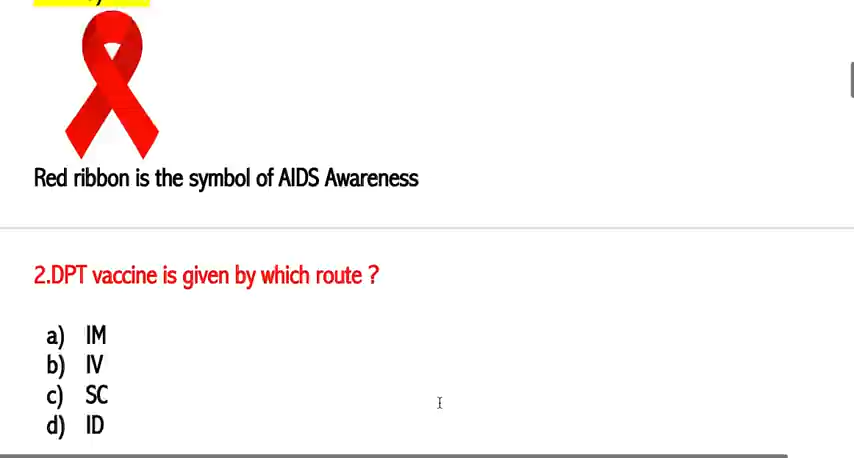 Red ribbon is the symbol of AIDS Awareness
2.DPT vaccine is given by which route ?
a) IM
b) IV
c) SC
d) ID